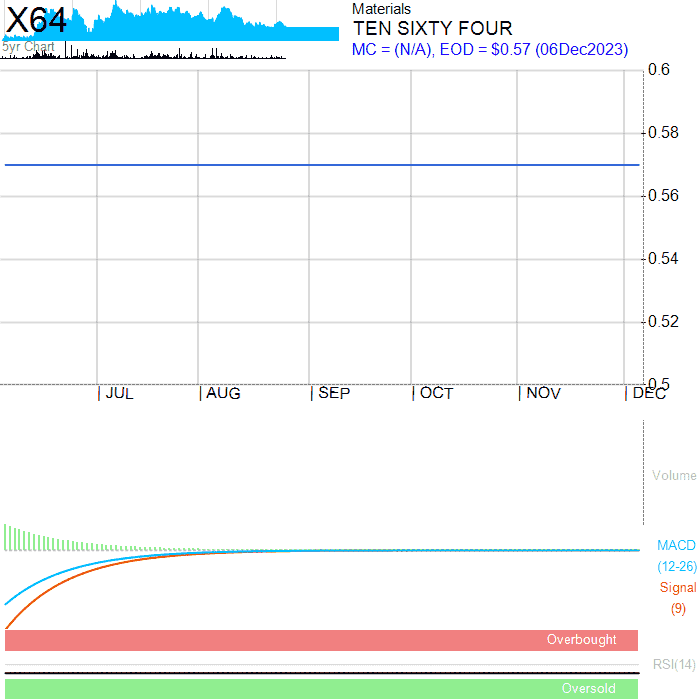 X64
5yr Chart
Materials
TEN SIXTY FOUR
MC = (N/A), EOD = $0.57 (06Dec2023)
0.6
0.58
0.56
0.54
0.52
0.5
JUL AUG SEP OCT NOV DEC
Volume
MACD
(12-26)
Signal
(9)
Overbought
RSI(14)
Oversold